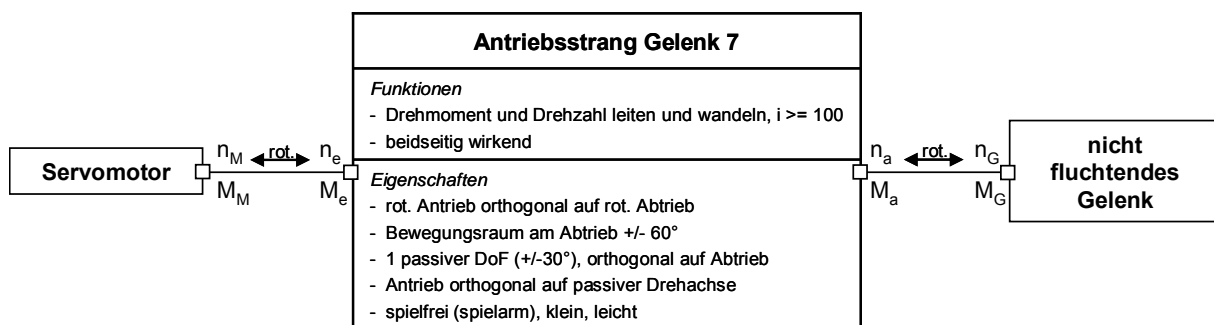 Antriebsstrang Gelenk 7
Funktionen
- Drehmoment und Drehzahl leiten und wandeln, i >= 100
- beidseitig wirkend
Servomotor
n_M rot. n_e
M_M M_e
Eigenschaften
- rot. Antrieb orthogonal auf rot. Abtrieb
- Bewegungsraum am Abtrieb +/- 60°
- 1 passiver DoF (+/-30°), orthogonal auf Abtrieb
- Antrieb orthogonal auf passiver Drehachse
- spielfrei (spielarm), klein, leicht
n_a rot. n_G
M_a M_G
nicht
fluchtendes
Gelenk